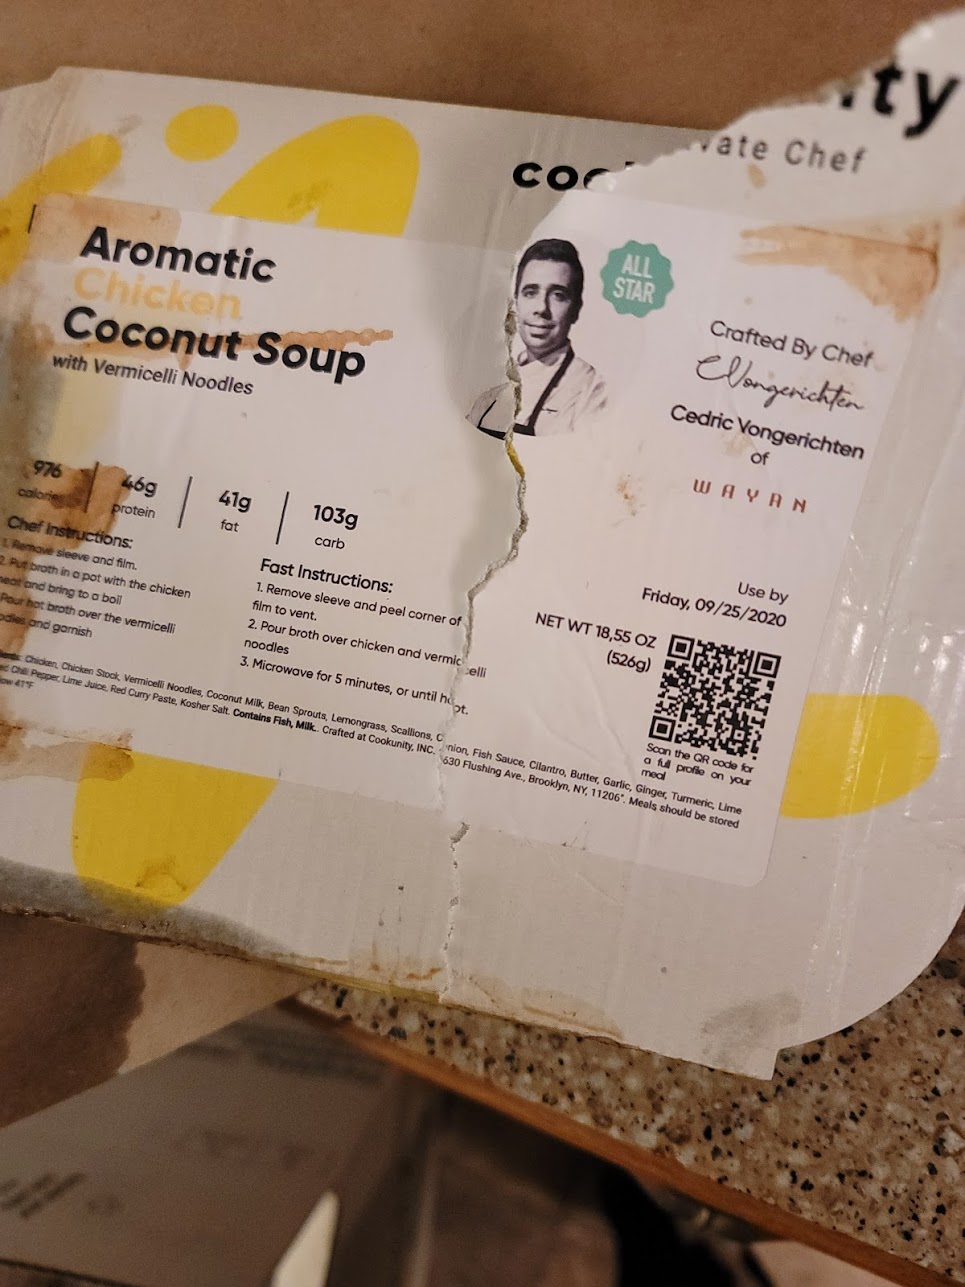 ity
vate Chef
coo
Aromatic
Chicken
Coconut Soup
with Vermicelli Noodles
ALL
STAR
Crafted By Chef
CVongerichten
Cedric Vongerichten
of
WAYAN
976
calories
46g
protein
41g
fat
103g
carb
Chef Instructions:
1. Remove sleeve and film.
2. Put broth in a pot with the chicken
meat and bring to a boil
Pour hot broth over the vermicelli
and garnish
Fast Instructions:
1. Remove sleeve and peel corner of
film to vent.
2. Pour broth over chicken and vermicelli
noodles
3. Microwave for 5 minutes, or until hot.
Use by
Friday, 09/25/2020
NET WT 18,55 OZ
(526g)
Scan the QR code for
a full profile on your
meal
Chicken, Chicken Stock, Vermicelli Noodles, Coconut Milk, Bean Sprouts, Lemongrass, Scallions, Onion, Fish Sauce, Cilantro, Butter, Garlic, Ginger, Turmeric, Lime
Chili Pepper, Lime Juice, Red Curry Paste, Kosher Salt. Contains Fish, Milk.. Crafted at Cookunity, INC. 630 Flushing Ave., Brooklyn, NY, 11206". Meals should be stored
41°F